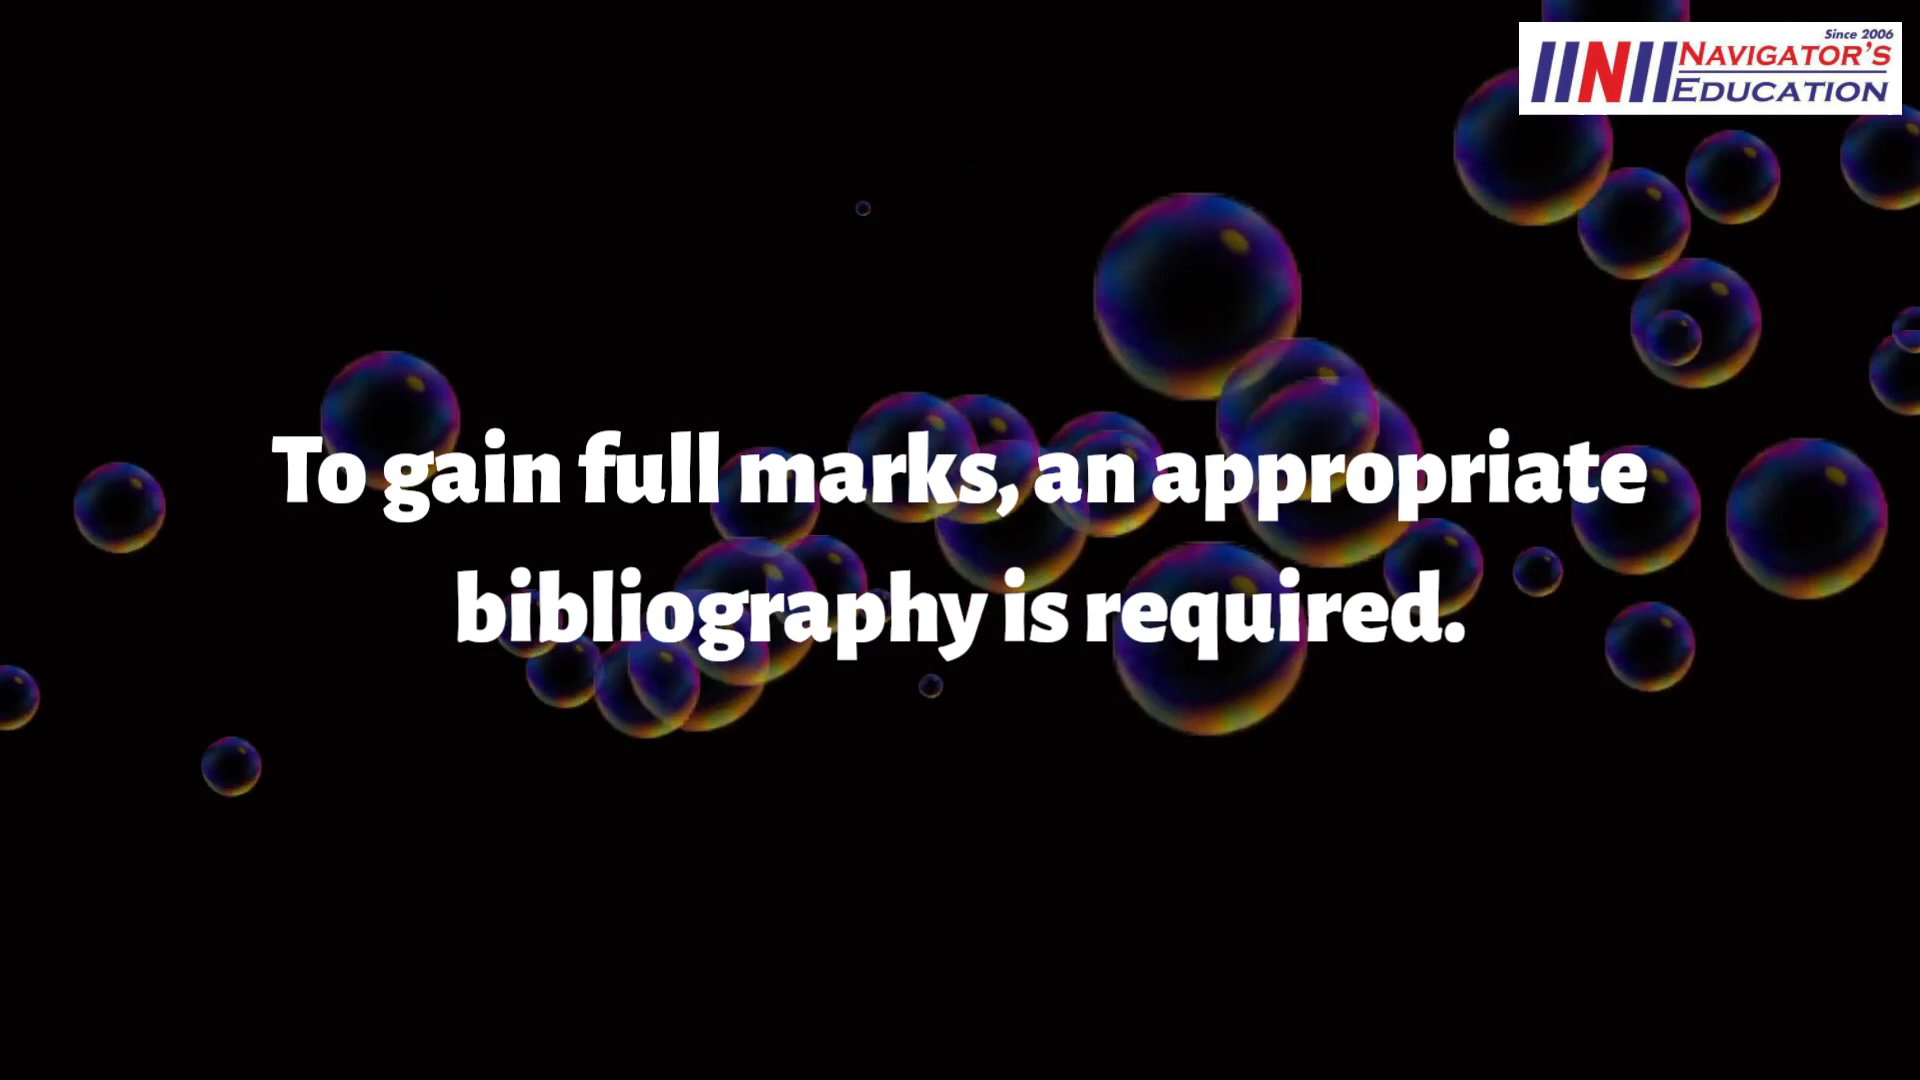 Since 2006
NAVIGATOR'S
EDUCATION
To gain full marks, an appropriate
bibliography is required.